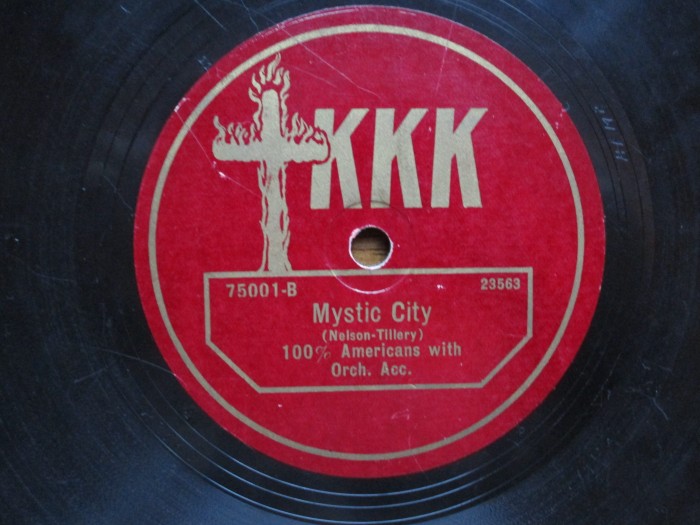 KKK
75001-B
23563
Mystic City
(Nelson-Tillery)
100% Americans with
Orch. Acc.